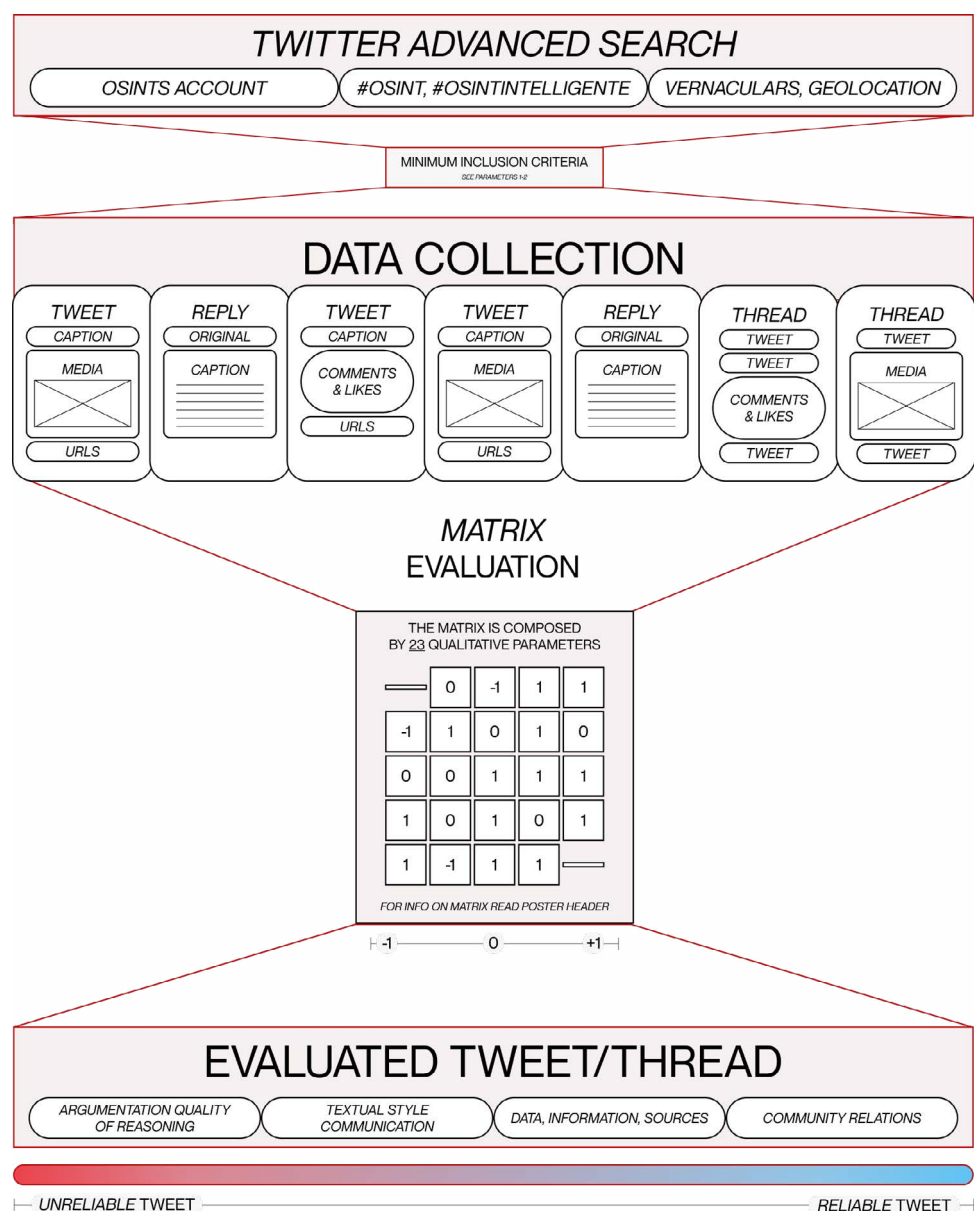 TWITTER ADVANCED SEARCH
OSINTS ACCOUNT
#OSINT, #OSINTINTELLIGENTE
VERNACULARS, GEOLOCATION
MINIMUM INCLUSION CRITERIA
SEE PARAMETERS 1-2
DATA COLLECTION
TWEET
CAPTION
MEDIA
URLS
REPLY
ORIGINAL
CAPTION
TWEET
CAPTION
COMMENTS
& LIKES
URLS
TWEET
CAPTION
MEDIA
URLS
REPLY
ORIGINAL
CAPTION
THREAD
TWEET
TWEET
COMMENTS
& LIKES
TWEET
THREAD
TWEET
MEDIA
TWEET
MATRIX
EVALUATION
THE MATRIX IS COMPOSED
BY 23 QUALITATIVE PARAMETERS
0 -1 1 1
-1 1 0 1 0
0 0 1 1 1
1 0 1 0 1
1 -1 1 1
FOR INFO ON MATRIX READ POSTER HEADER
-1 0 +1
EVALUATED TWEET/THREAD
ARGUMENTATION QUALITY
OF REASONING
TEXTUAL STYLE
COMMUNICATION
DATA, INFORMATION, SOURCES
COMMUNITY RELATIONS
UNRELIABLE TWEET
RELIABLE TWEET